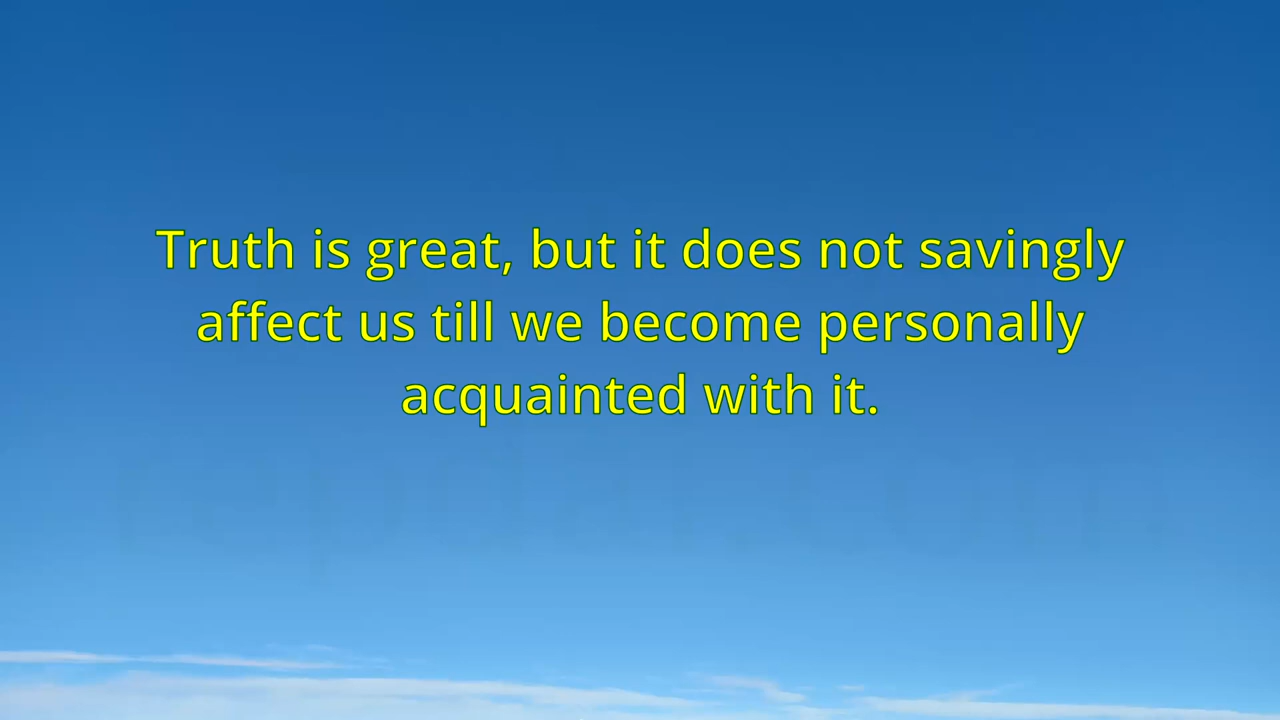 Truth is great, but it does not savingly
affect us till we become personally
acquainted with it.